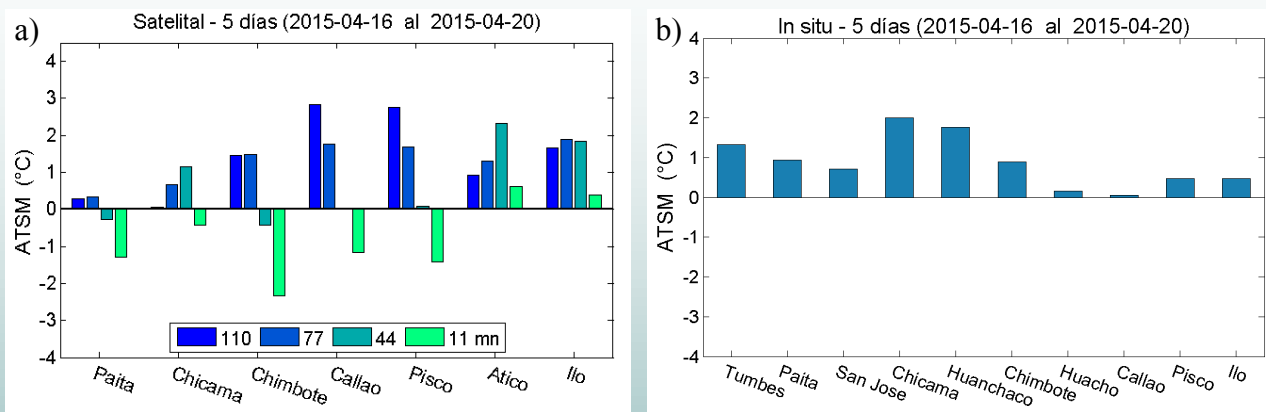 a)
Satelital - 5 días (2015-04-16 al 2015-04-20)
4
3
2
1
0
-1
-2
-3
-4
ATSM (°C)
110 77 44 11 mn
Paita Chicama Chimbote Callao Pisco Atico Ilo
b)
In situ - 5 días (2015-04-16 al 2015-04-20)
4
3
2
1
0
-1
-2
-3
-4
ATSM (°C)
Tumbes Paita San Jose Chicama Huanchaco Chimbote Huacho Callao Pisco Ilo